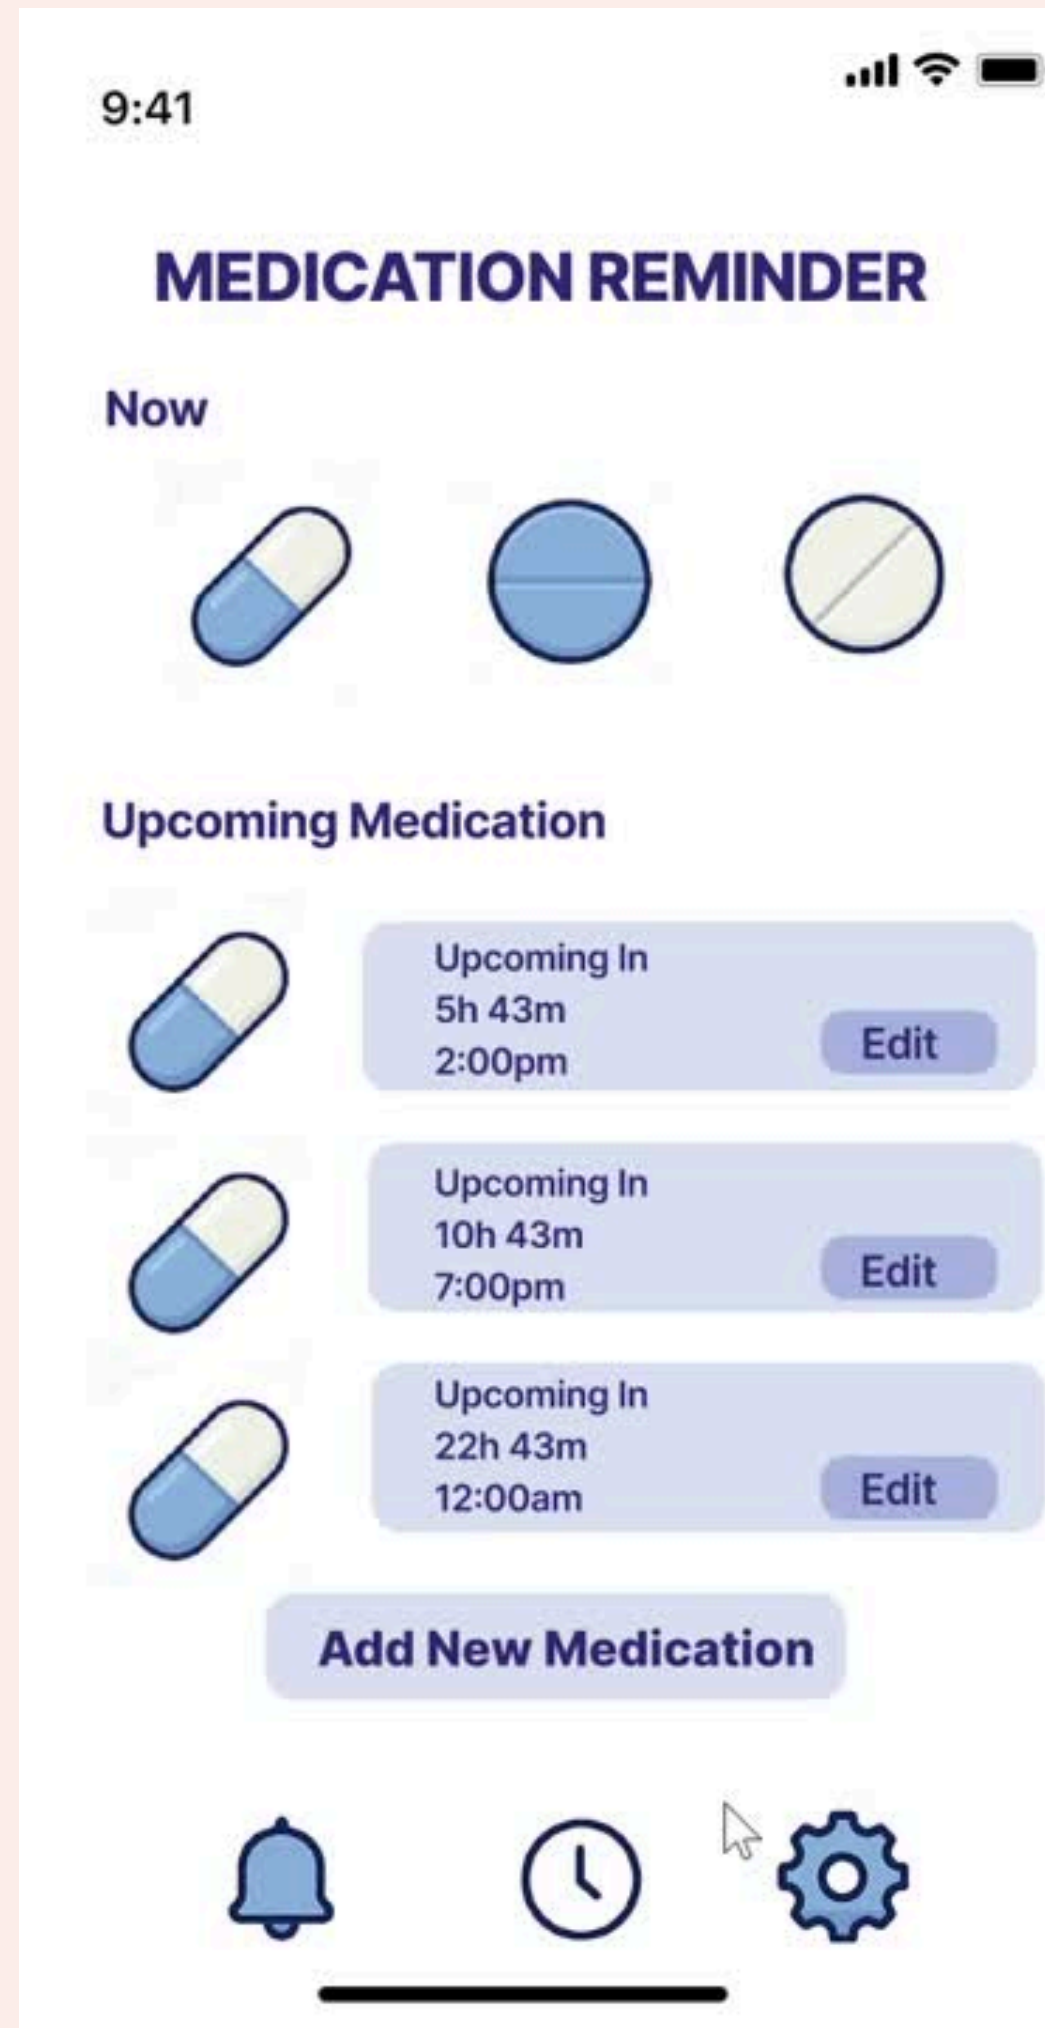 9:41
MEDICATION REMINDER
Now
Upcoming Medication
Upcoming In
5h 43m
2:00pm
Edit
Upcoming In
10h 43m
7:00pm
Edit
Upcoming In
22h 43m
12:00am
Edit
Add New Medication